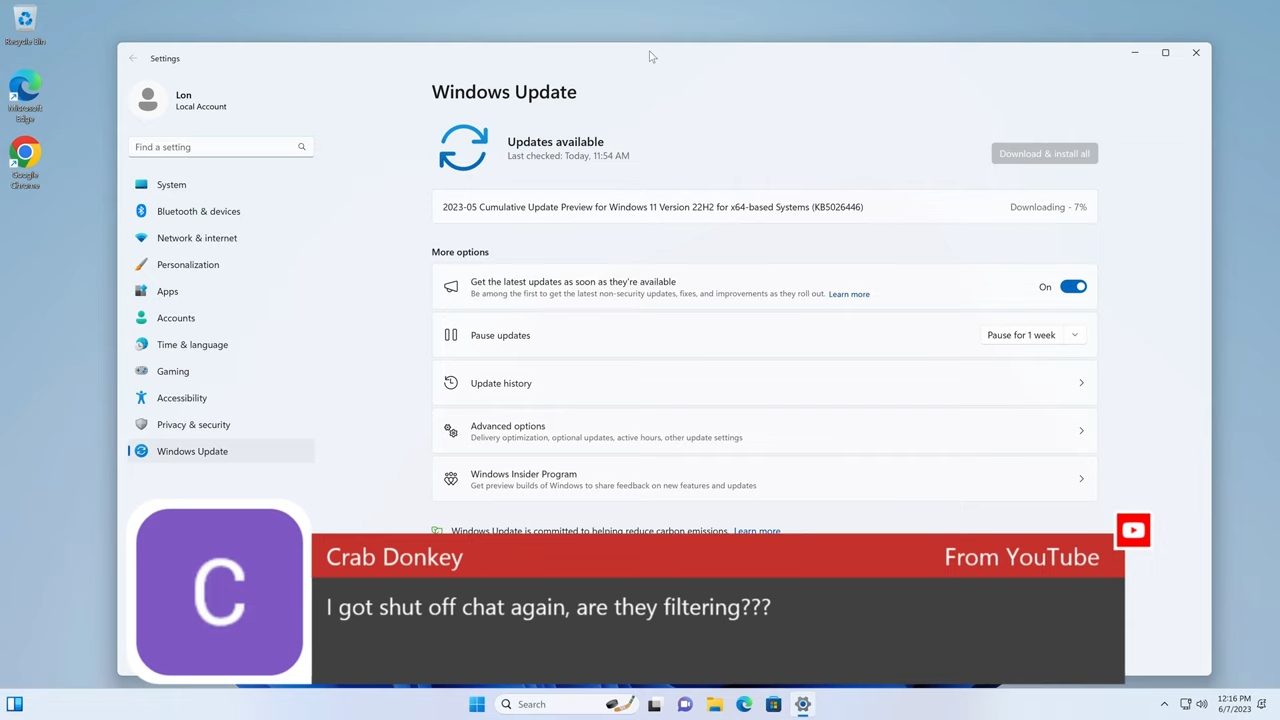 Recycle Bin
Microsoft
Edge
Google
Chrome
Settings
Lon
Local Account
Find a setting
System
Bluetooth & devices
Network & internet
Personalization
Apps
Accounts
Time & language
Gaming
Accessibility
Privacy & security
Windows Update
Windows Update
Updates available
Last checked: Today, 11:54 AM
Download & install all
2023-05 Cumulative Update Preview for Windows 11 Version 22H2 for x64-based Systems (KB5026446)
Downloading - 7%
More options
Get the latest updates as soon as they're available
Be among the first to get the latest non-security updates, fixes, and improvements as they roll out. Learn more
On
Pause updates
Pause for 1 week
Update history
Advanced options
Delivery optimization, optional updates, active hours, other update settings
Windows Insider Program
Get preview builds of Windows to share feedback on new features and updates
Windows Update is committed to helping reduce carbon emissions. Learn more
C
Crab Donkey
From YouTube
I got shut off chat again, are they filtering???
Search
12:16 PM
6/7/2023